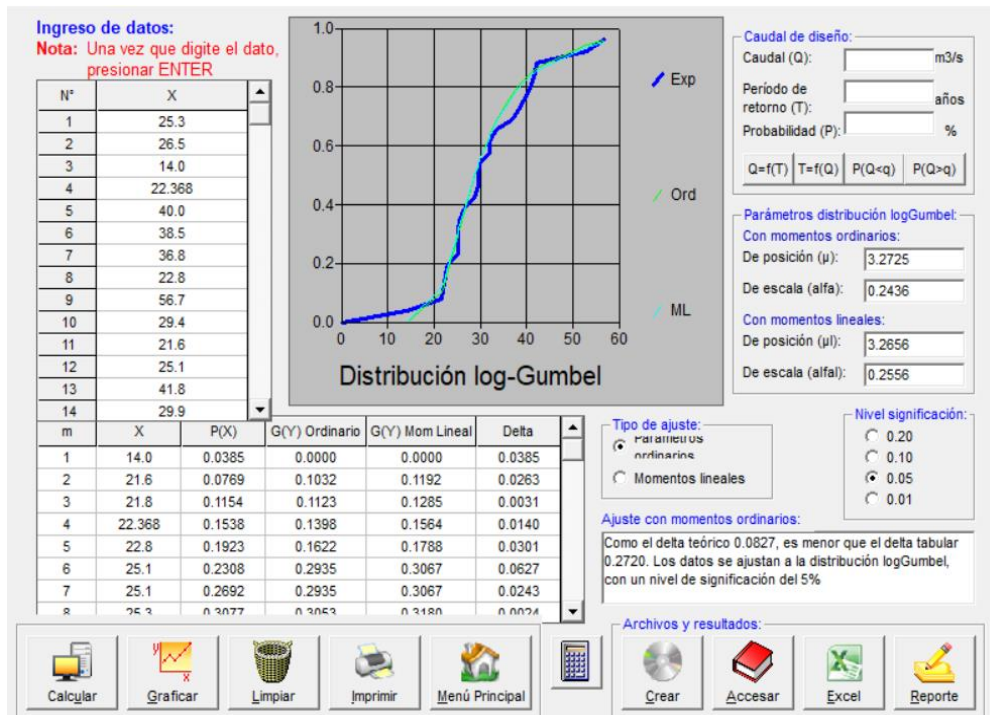 Ingreso de datos:
Nota: Una vez que digite el dato,
presionar ENTER
N° X
1 25.3
2 26.5
3 14.0
4 22.368
5 40.0
6 38.5
7 36.8
8 22.8
9 56.7
10 29.4
11 21.6
12 25.1
13 41.8
14 29.9
1.0
0.8
0.6
0.4
0.2
0.0
0 10 20 30 40 50 60
Exp
Ord
ML
Distribución log-Gumbel
Caudal de diseño:
Caudal (Q): m3/s
Período de
retorno (T): años
Probabilidad (P): %
Q=f(T) T=f(Q) P(Q<q) P(Q>q)
Parámetros distribución logGumbel:
Con momentos ordinarios:
De posición (µ): 3.2725
De escala (alfa): 0.2436
Con momentos lineales:
De posición (µl): 3.2656
De escala (alfal): 0.2556
m X P(X) G(Y) Ordinario G(Y) Mom Lineal Delta
1 14.0 0.0385 0.0000 0.0000 0.0385
2 21.6 0.0769 0.1032 0.1192 0.0263
3 21.8 0.1154 0.1123 0.1285 0.0031
4 22.368 0.1538 0.1398 0.1564 0.0140
5 22.8 0.1923 0.1622 0.1788 0.0301
6 25.1 0.2308 0.2935 0.3067 0.0627
7 25.1 0.2692 0.2935 0.3067 0.0243
8 25.3 0.3077 0.3053 0.3180 0.0024
Tipo de ajuste:
Parámetros
ordinarios
Momentos lineales
Nivel significación:
0.20
0.10
0.05
0.01
Ajuste con momentos ordinarios:
Como el delta teórico 0.0827, es menor que el delta tabular
0.2720. Los datos se ajustan a la distribución logGumbel,
con un nivel de significación del 5%
Calcular Graficar Limpiar Imprimir Menú Principal
Archivos y resultados:
Crear Accesar Excel Reporte